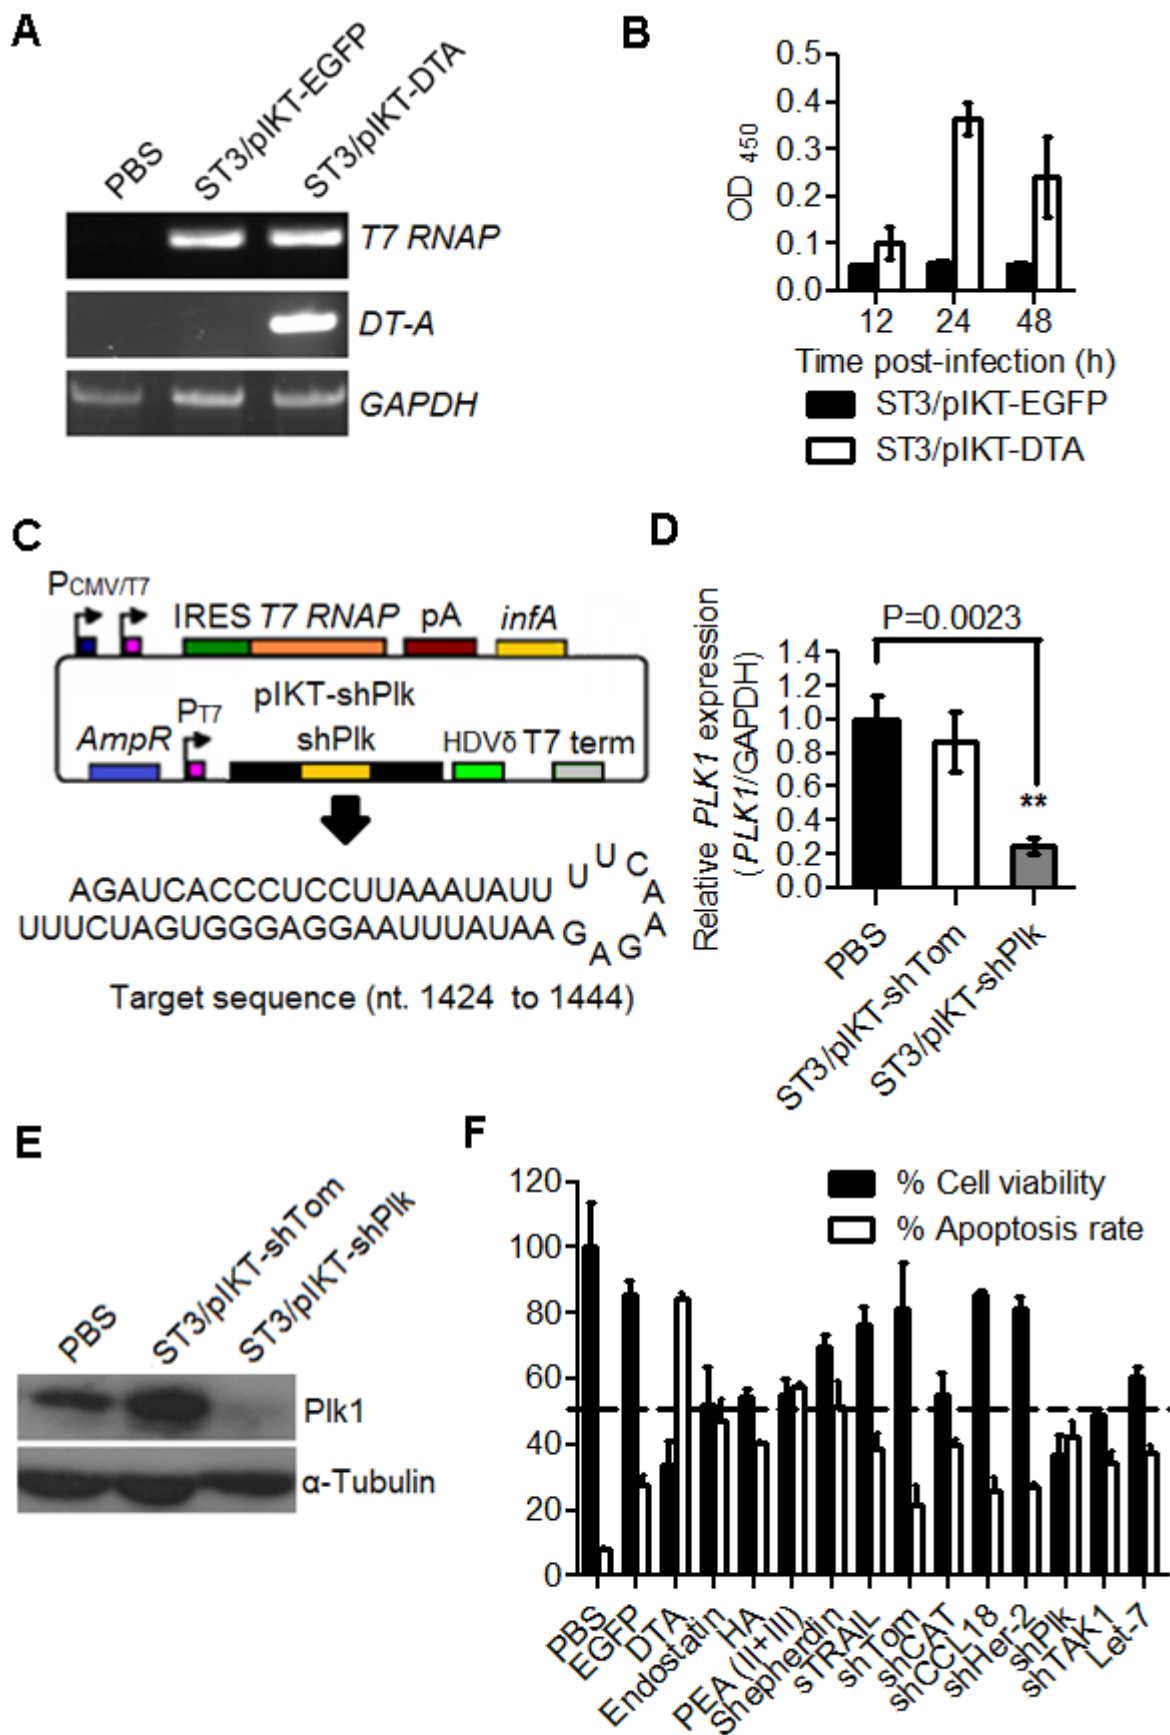 A
PBS
ST3/pIKT-EGFP
ST3/pIKT-DTA
T7 RNAP
DT-A
GAPDH
B
0.5
0.4
0.3
0.2
0.1
0.0
OD 450
12 24 48
Time post-infection (h)
ST3/pIKT-EGFP
ST3/pIKT-DTA
C
PCMV/T7
IRES T7 RNAP pA infA
pIKT-shPlk
AmpR PT7 shPlk HDVδ T7 term
AGAUCACCCUCCUUAAAUAUU
UUCAAGAGA
UUUCUAGUGGGAGGAAUUUAUAA
Target sequence (nt. 1424 to 1444)
D
P=0.0023
Relative PLK1 expression
(PLK1/GAPDH)
1.4
1.2
1.0
0.8
0.6
0.4
0.2
0.0
**
PBS
ST3/pIKT-shTom
ST3/pIKT-shPlk
E
PBS
ST3/pIKT-shTom
ST3/pIKT-shPlk
Plk1
α-Tubulin
F
120
100
80
60
40
20
0
% Cell viability
% Apoptosis rate
PBS
EGFP
DTA
Endostatin
HA
PEA (II+III)
Shepherdin
sTRAIL
shTom
shCAT
shCCL18
shHer-2
shPlk
shTAK1
Let-7